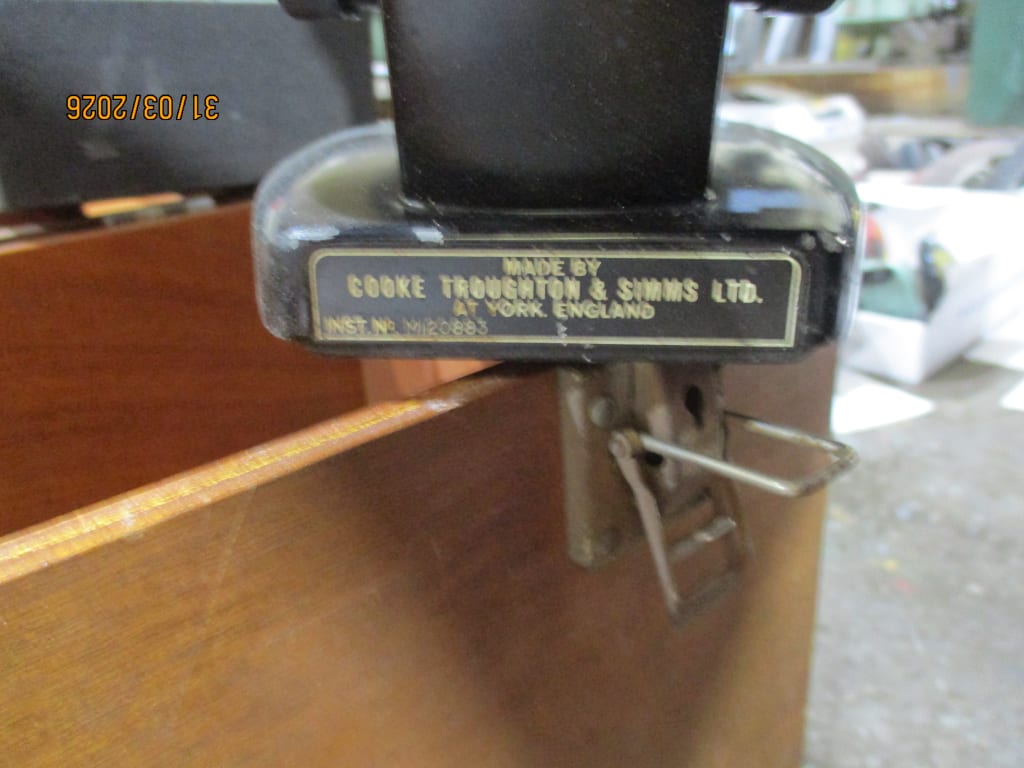 31/03/2026
MADE BY
COOKE TROUGHTON & SIMMS LTD.
AT YORK. ENGLAND
INST. No. M120883